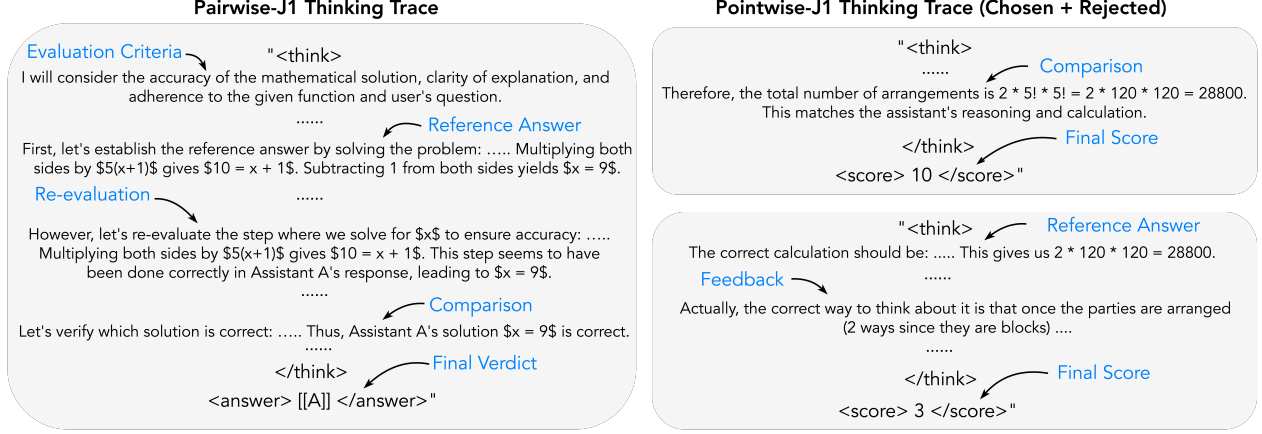 Pairwise-J1 Thinking Trace
Evaluation Criteria
"<think>
I will consider the accuracy of the mathematical solution, clarity of explanation, and
adherence to the given function and user's question.
......
Reference Answer
First, let's establish the reference answer by solving the problem: ..... Multiplying both
sides by $5(x+1)$ gives $10 = x + 1$. Subtracting 1 from both sides yields $x = 9$.
Re-evaluation
......
However, let's re-evaluate the step where we solve for $x$ to ensure accuracy: .....
Multiplying both sides by $5(x+1)$ gives $10 = x + 1$. This step seems to have
been done correctly in Assistant A's response, leading to $x = 9$.
......
Comparison
Let's verify which solution is correct: ..... Thus, Assistant A's solution $x = 9$ is correct.
......
Final Verdict
</think>
<answer> [[A]] </answer>"
Pointwise-J1 Thinking Trace (Chosen + Rejected)
"<think>
......
Comparison
Therefore, the total number of arrangements is 2 * 5! * 5! = 2 * 120 * 120 = 28800.
This matches the assistant's reasoning and calculation.
Final Score
</think>
<score> 10 </score>"
"<think>
Reference Answer
The correct calculation should be: ..... This gives us 2 * 120 * 120 = 28800.
......
Feedback
Actually, the correct way to think about it is that once the parties are arranged
(2 ways since they are blocks) ....
......
</think>
Final Score
<score> 3 </score>"